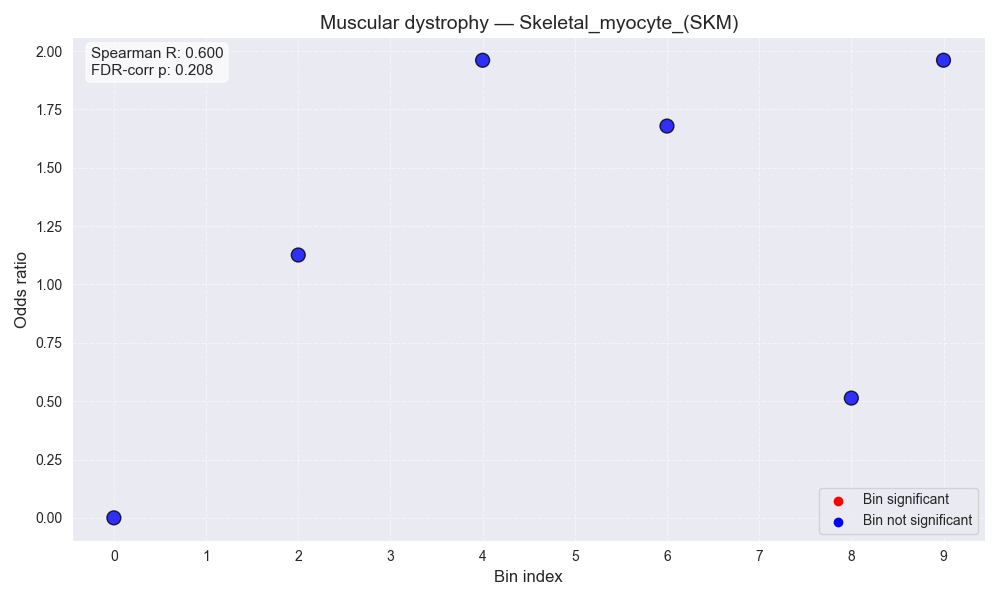 Muscular dystrophy — Skeletal_myocyte_(SKM)
Spearman R: 0.600
FDR-corr p: 0.208
Odds ratio
2.00
1.75
1.50
1.25
1.00
0.75
0.50
0.25
0.00
Bin significant
Bin not significant
0 1 2 3 4 5 6 7 8 9
Bin index